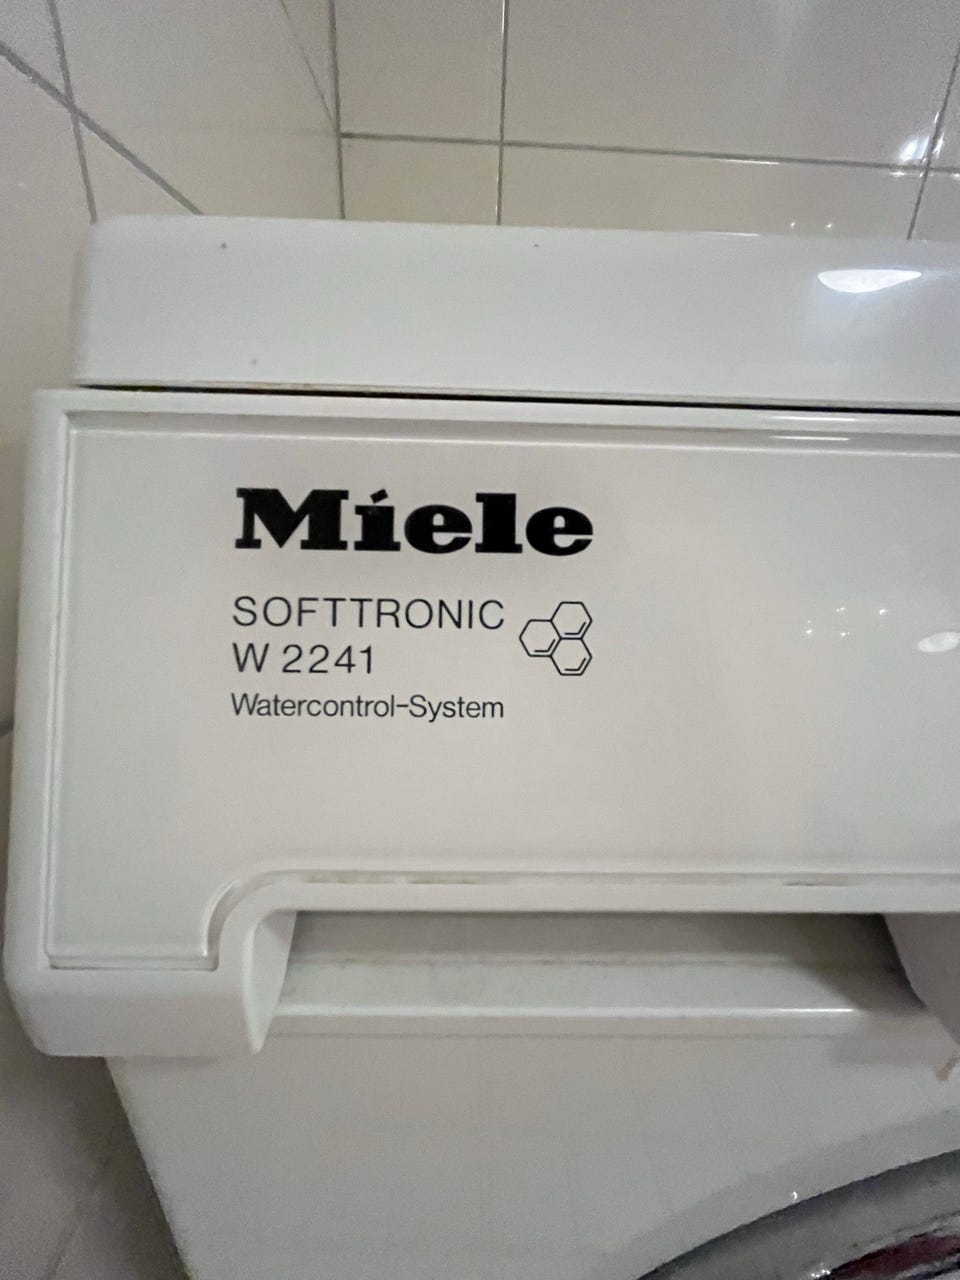 Miele
SOFTTRONIC
W 2241
Watercontrol-System